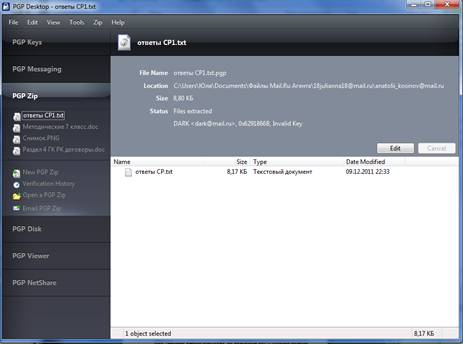 PGP Desktop - ответы СР1.txt
File Edit View Tools Zip Help
PGP Keys
PGP Messaging
PGP Zip
ответы СР1.txt
Методические 7 класс.doc
Снимок.PNG
Раздел 4 ГК РК договоры.doc
New PGP Zip
Verification History
Open a PGP Zip
Email PGP Zip
PGP Disk
PGP Viewer
PGP NetShare
ответы СР1.txt
File Name ответы СР1.txt.pgp
Location C:\Users\Юля\Documents\Файлы Mail.Ru Агента\18julianna18@mail.ru\anatolii_kosinov@mail.ru
Size 8,80 КБ
Status Files extracted
DARK <dark@mail.ru>, 0x62918668; Invalid Key
Edit Cancel
Name Size Type Date Modified
ответы СР.txt 8,17 КБ Текстовый документ 09.12.2011 22:33
1 object selected 8,17 КБ